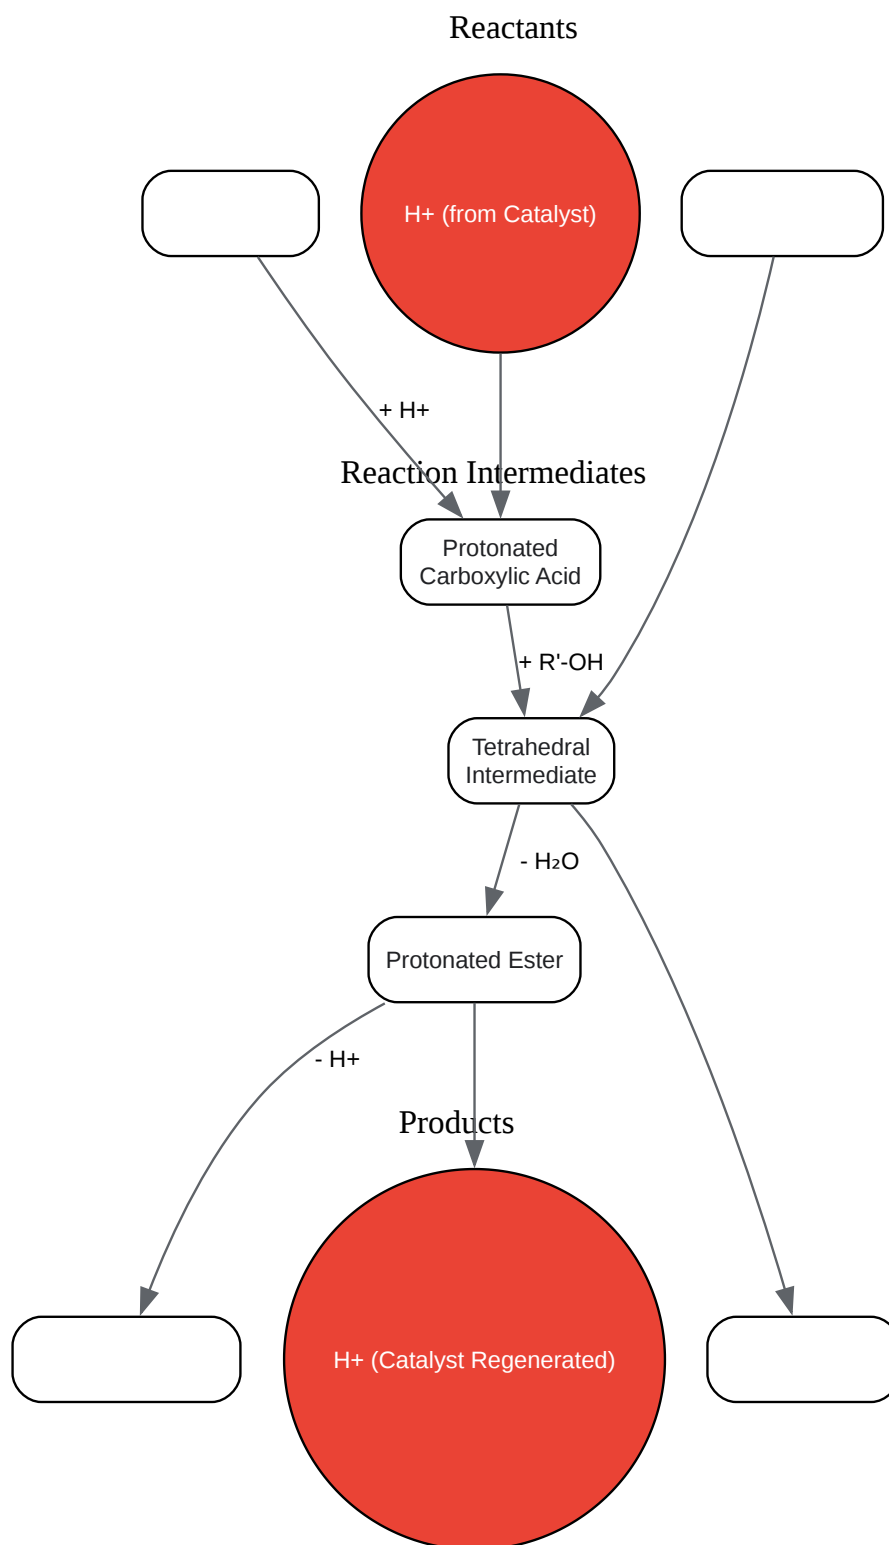 Reactants
H+ (from Catalyst)
+ H+
Reaction Intermediates
Protonated
Carboxylic Acid
+ R'-OH
Tetrahedral
Intermediate
- H₂O
Protonated Ester
- H+
Products
H+ (Catalyst Regenerated)